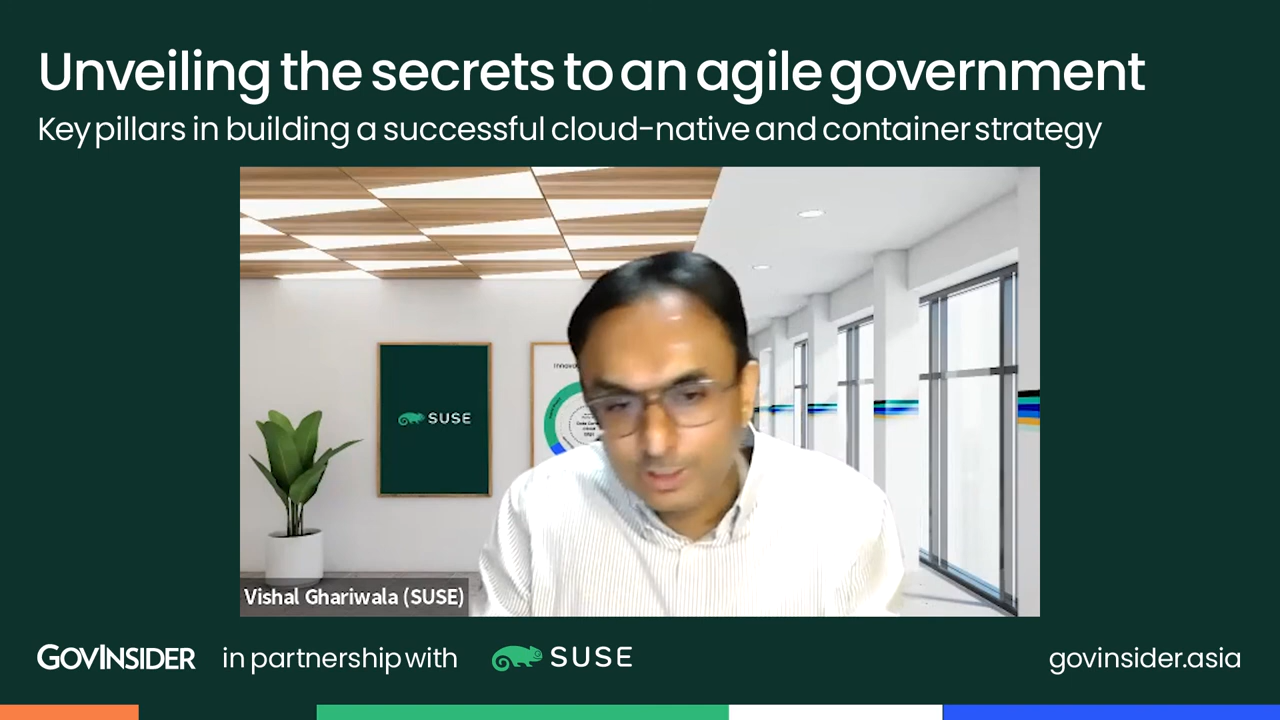 Unveiling the secrets to an agile government
Key pillars in building a successful cloud-native and container strategy
SUSE
Innova
Vishal Ghariwala (SUSE)
GOVINSIDER in partnership with SUSE
govinsider.asia